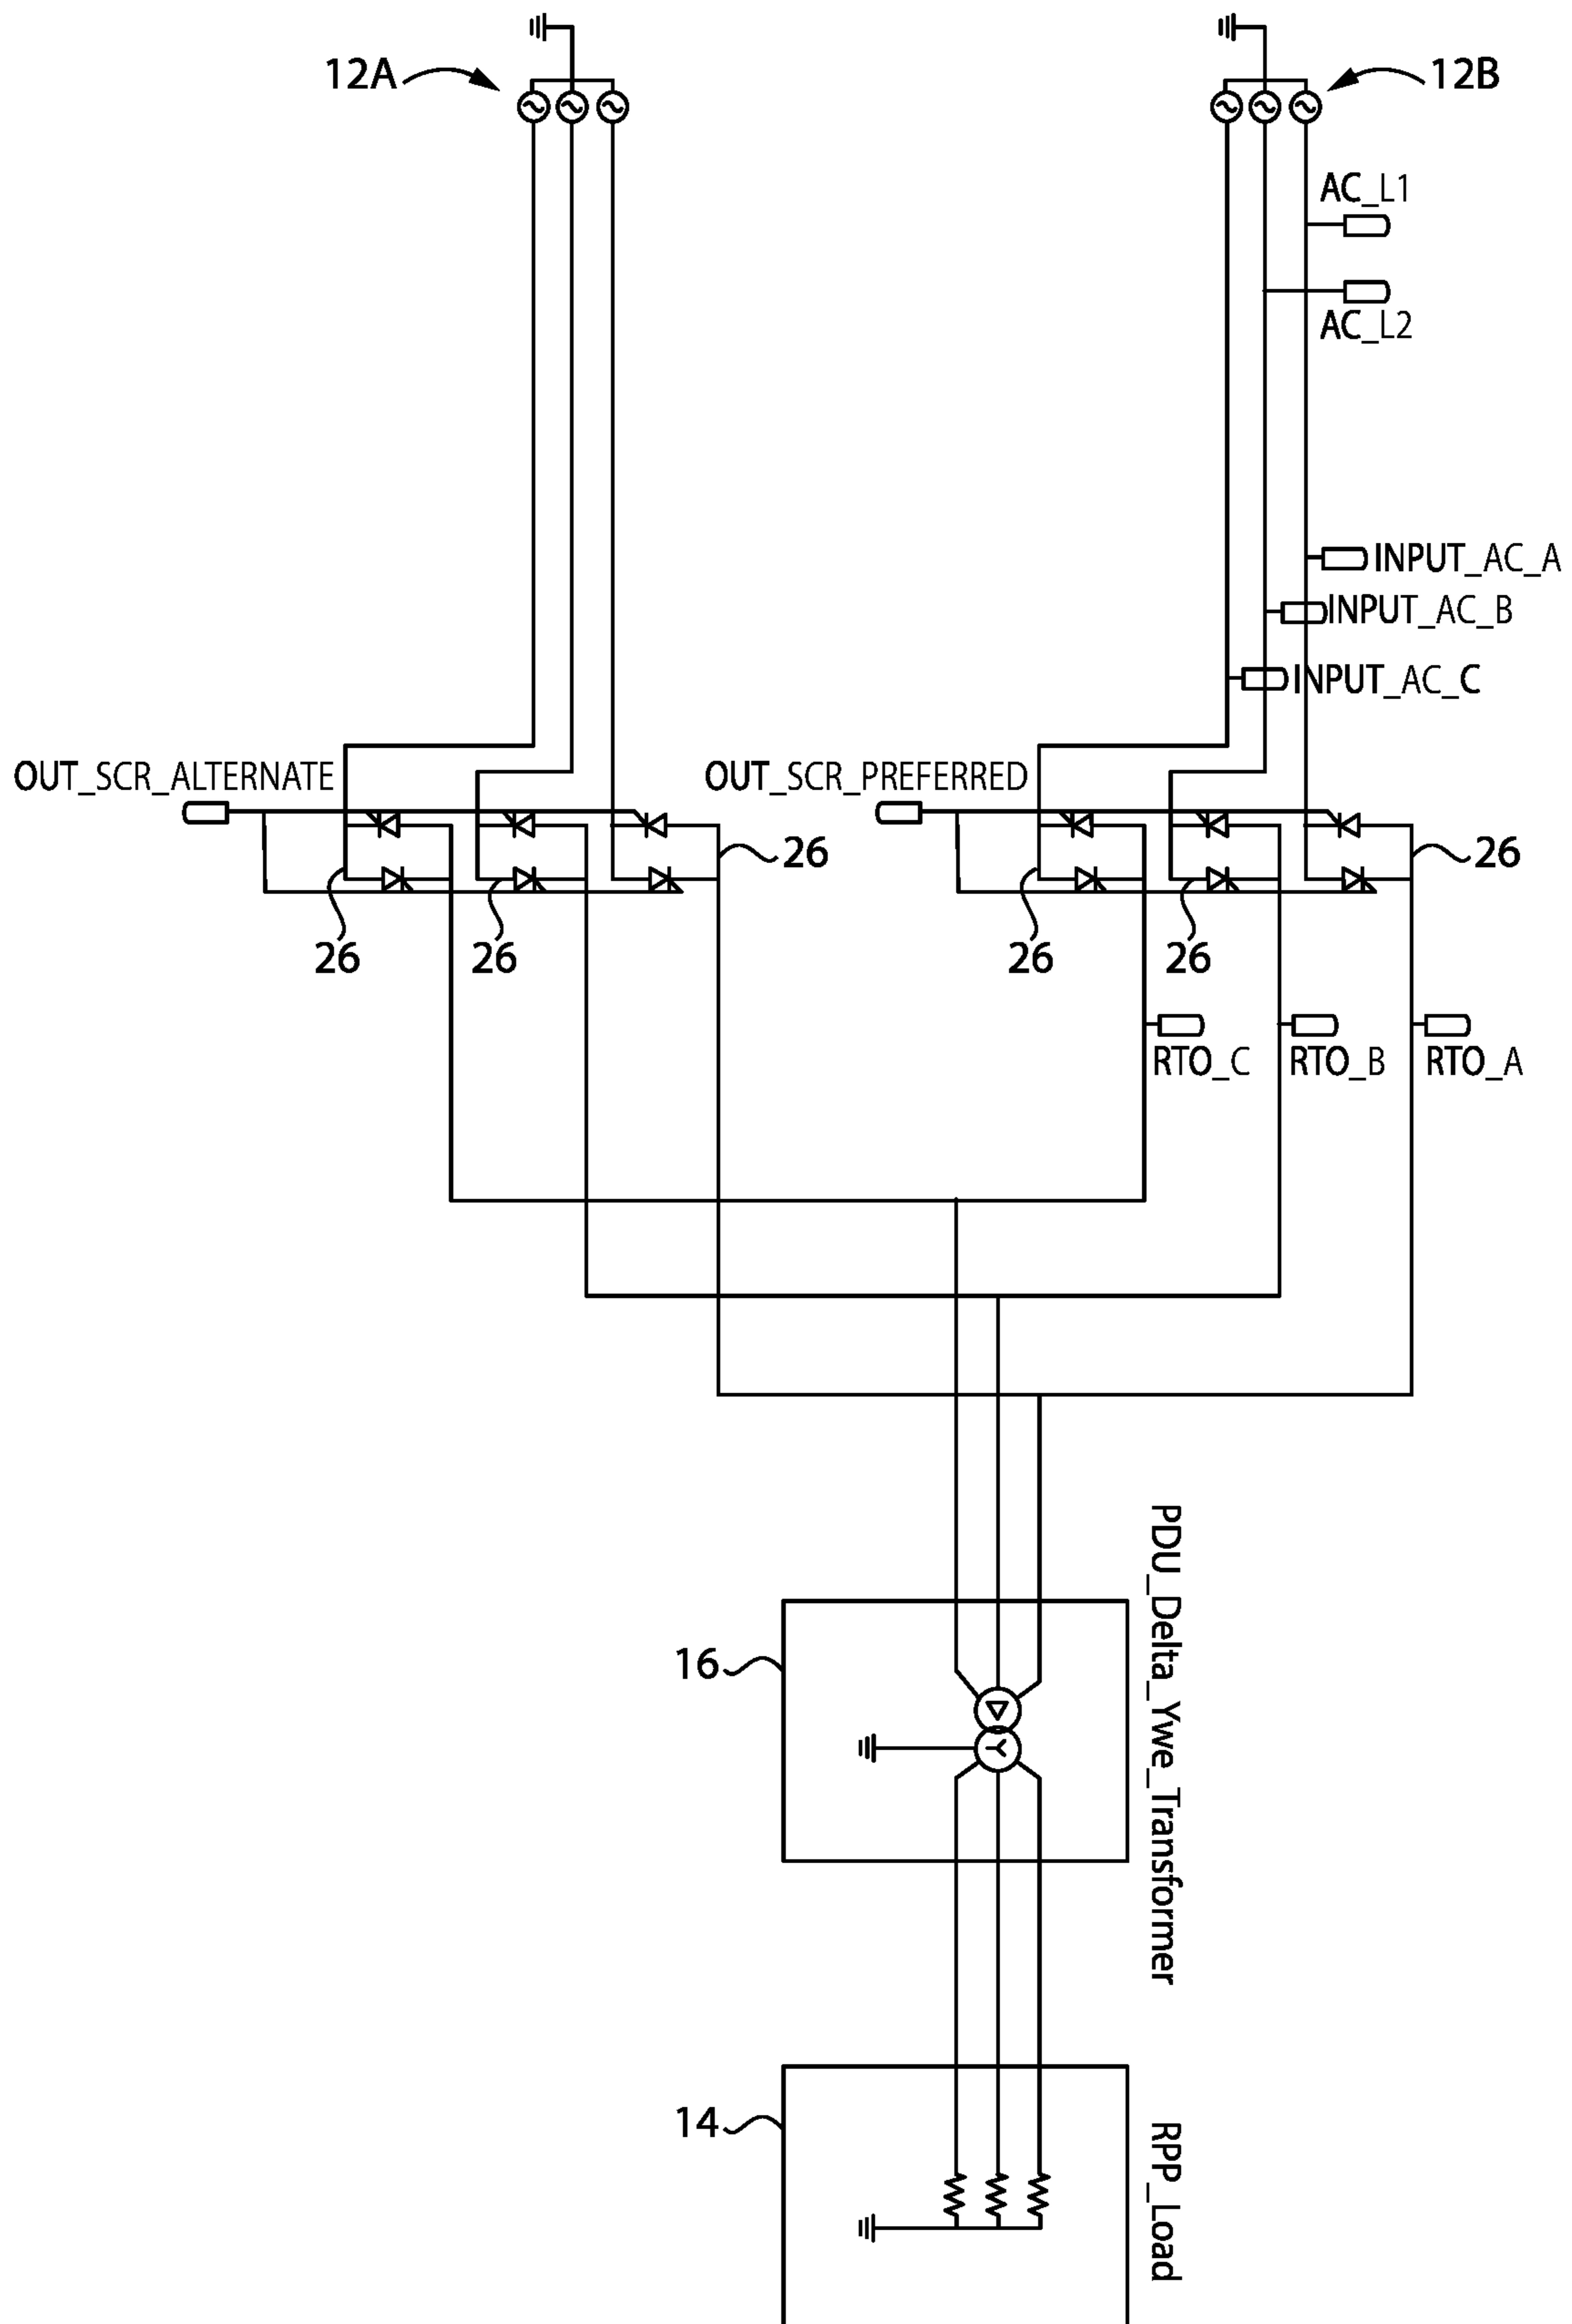 12A
12B
AC_L1
AC_L2
INPUT_AC_A
INPUT_AC_B
INPUT_AC_C
OUT_SCR_ALTERNATE
OUT_SCR_PREFERRED
26
26
26
26
26
26
RTO_C
RTO_B
RTO_A
PDU_Delta_Ywe_Transformer
16
14
RPP_Load